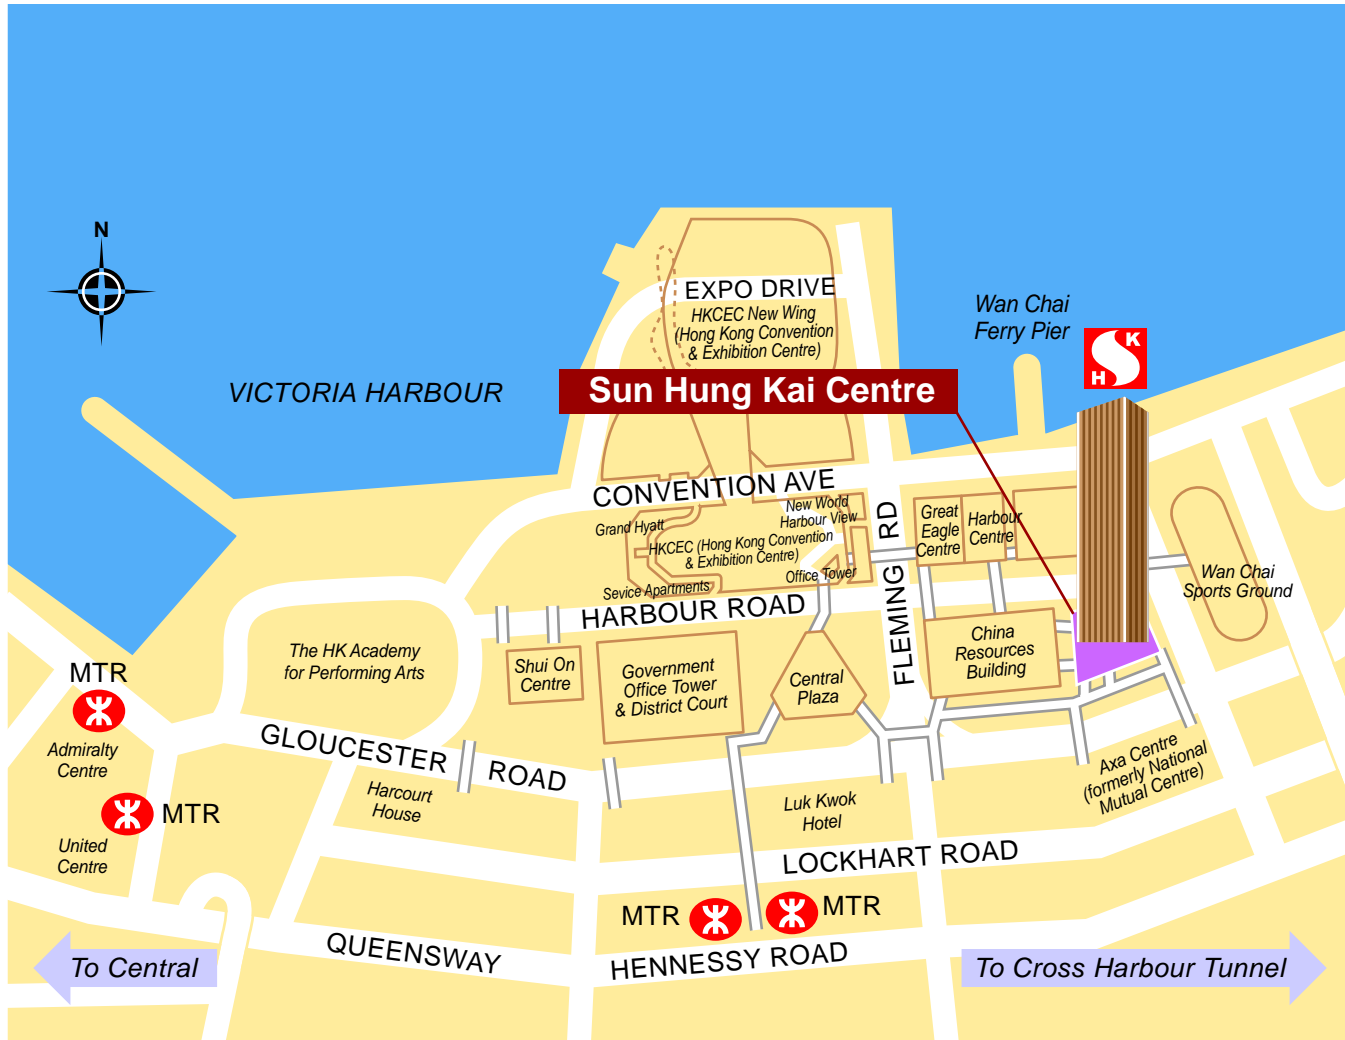 N
EXPO DRIVE
HKCEC New Wing
(Hong Kong Convention
& Exhibition Centre)
Wan Chai
Ferry Pier
S
K
H
VICTORIA HARBOUR
Sun Hung Kai Centre
CONVENTION AVE
Grand Hyatt
New World
Harbour View
HKCEC (Hong Kong Convention
& Exhibition Centre)
Office Tower
Sevice Apartments
FLEMING RD
Great
Eagle
Centre
Harbour
Centre
Wan Chai
Sports Ground
HARBOUR ROAD
The HK Academy
for Performing Arts
Shui On
Centre
Government
Office Tower
& District Court
Central
Plaza
China
Resources
Building
MTR
Admiralty
Centre
GLOUCESTER ROAD
Harcourt
House
MTR
United
Centre
Luk Kwok
Hotel
Axa Centre
(formerly National
Mutual Centre)
LOCKHART ROAD
MTR
MTR
QUEENSWAY
HENNESSY ROAD
To Central
To Cross Harbour Tunnel